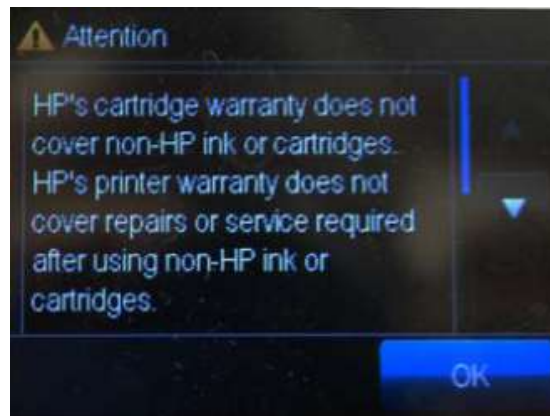 Attention
HP's cartridge warranty does not
cover non-HP ink or cartridges.
HP's printer warranty does not
cover repairs or service required
after using non-HP ink or
cartridges.
OK